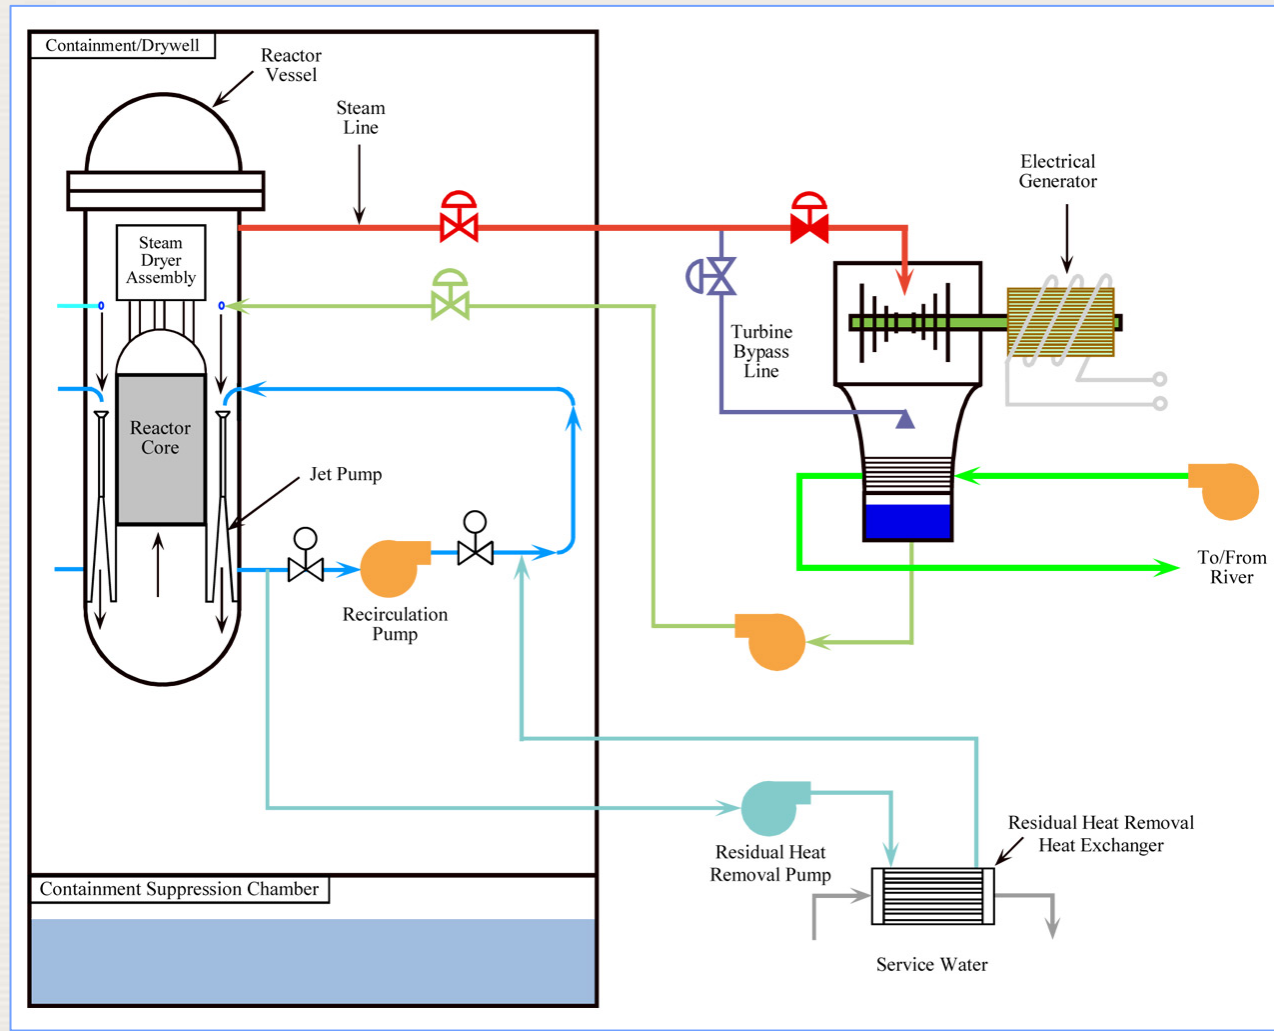 Containment/Drywell
Reactor
Vessel
Steam
Line
Electrical
Generator
Steam
Dryer
Assembly
Turbine
Bypass
Line
Reactor
Core
Jet Pump
To/From
River
Recirculation
Pump
Residual Heat Removal
Heat Exchanger
Residual Heat
Removal Pump
Containment Suppression Chamber
Service Water